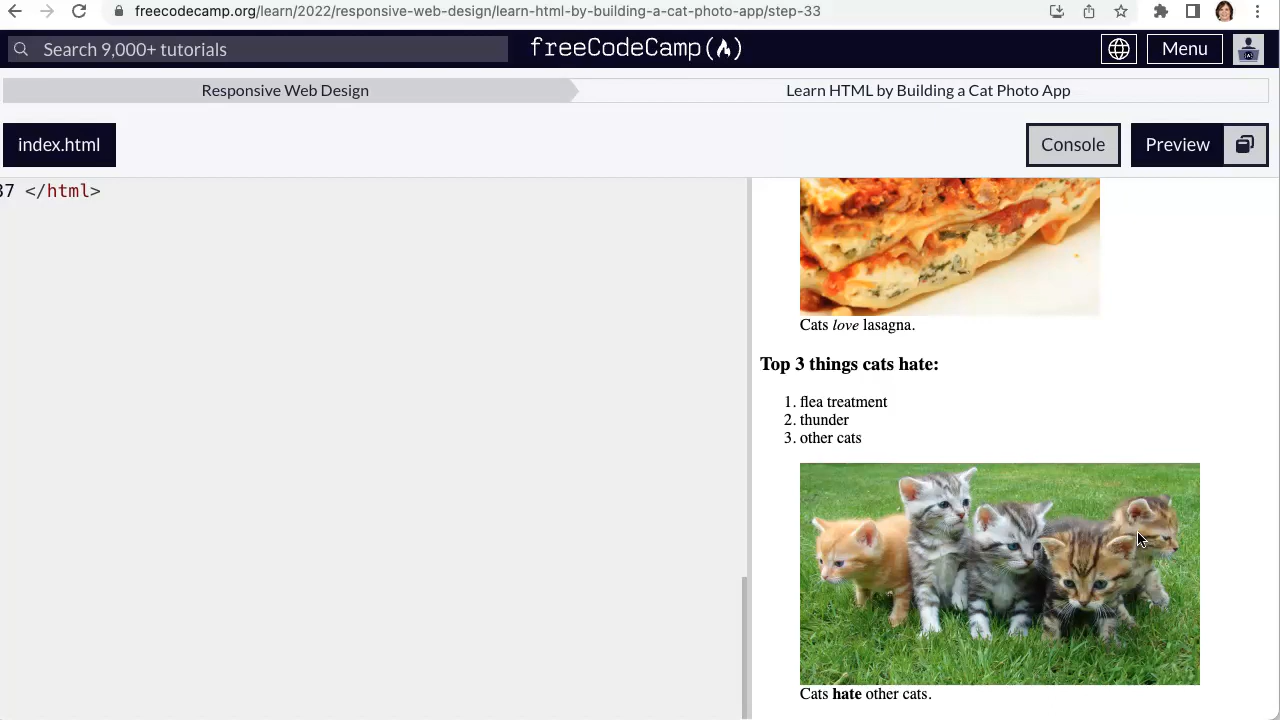 freecodecamp.org/learn/2022/responsive-web-design/learn-html-by-building-a-cat-photo-app/step-33
Search 9,000+ tutorials
freeCodeCamp
Menu
Responsive Web Design
Learn HTML by Building a Cat Photo App
index.html
Console
Preview
37 </html>
Cats love lasagna.
Top 3 things cats hate:
1. flea treatment
2. thunder
3. other cats
Cats hate other cats.